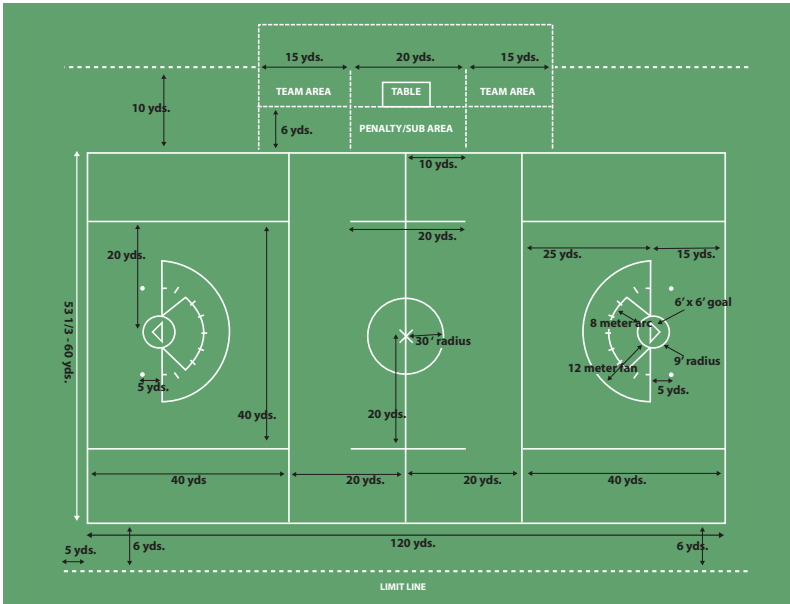 15 yds.
20 yds.
15 yds.
TEAM AREA
TABLE
TEAM AREA
10 yds.
6 yds.
PENALTY/SUB AREA
10 yds.
20 yds.
20 yds.
25 yds.
15 yds.
53 1/3 - 60 yds.
6’ x 6’ goal
8 meter arc
30 ‘ radius
9’ radius
12 meter fan
5 yds.
5 yds.
40 yds.
20 yds.
40 yds
20 yds.
20 yds.
40 yds.
120 yds.
5 yds.
6 yds.
6 yds.
LIMIT LINE